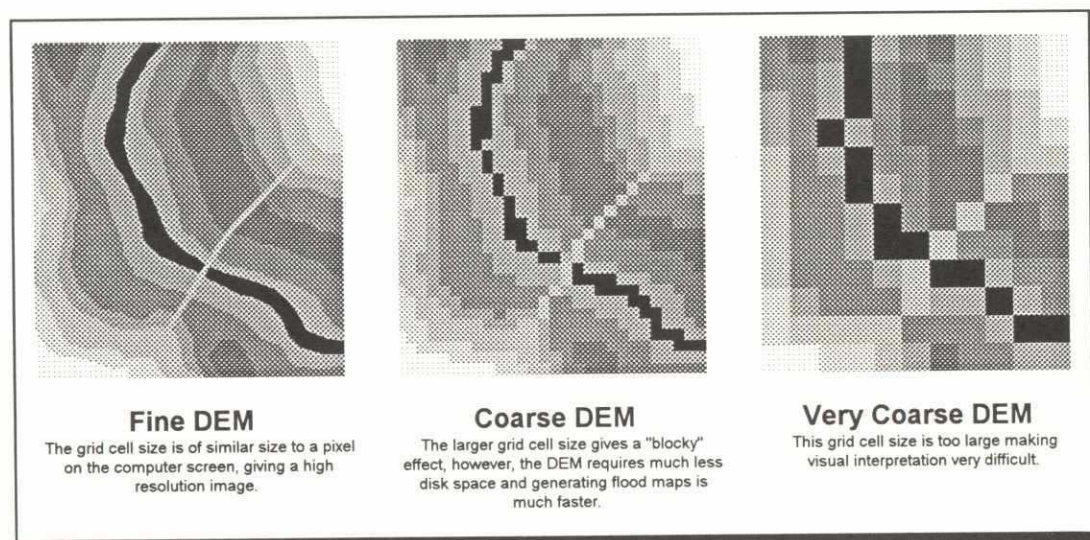 Fine DEM
The grid cell size is of similar size to a pixel
on the computer screen, giving a high
resolution image.
Coarse DEM
The larger grid cell size gives a "blocky"
effect, however, the DEM requires much less
disk space and generating flood maps is
much faster.
Very Coarse DEM
This grid cell size is too large making
visual interpretation very difficult.